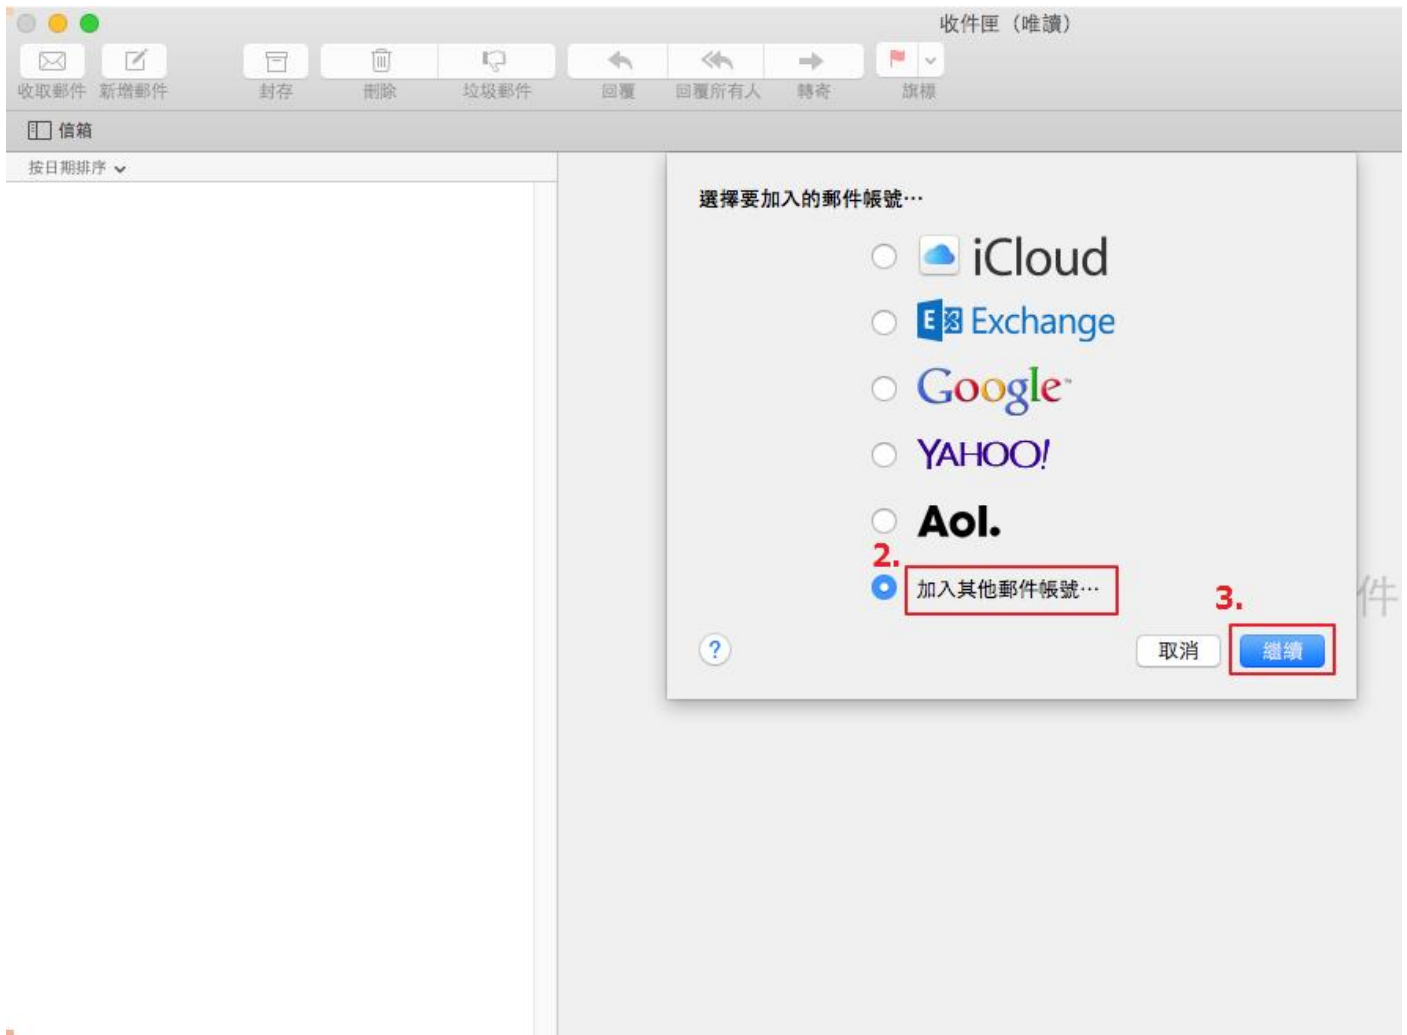 收件匣（唯讀）
收取郵件 新增郵件 封存 刪除 垃圾郵件 回覆 回覆所有人 轉寄 旗標
信箱
按日期排序
選擇要加入的郵件帳號…
iCloud
E Exchange
Google™
YAHOO!
Aol.
2.
加入其他郵件帳號…
3.
件
?
取消
繼續